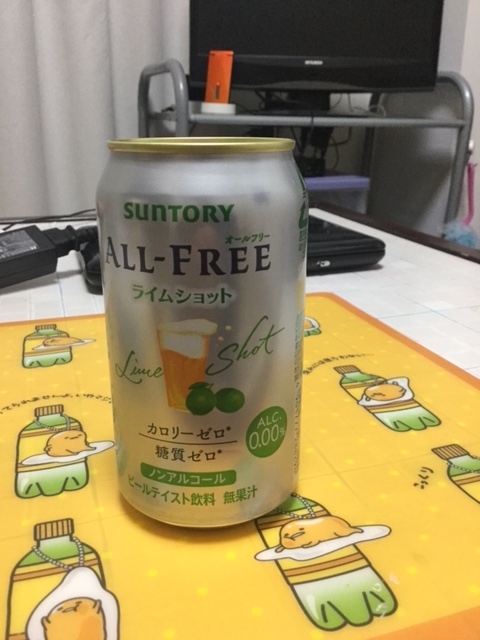 SUNTORY
オールフリー
ALL-FREE
ライムショット
Lime Shot
カロリーゼロ*
糖質ゼロ*
ALC.
0.00%
ノンアルコール
ビールテイスト飲料 無果汁